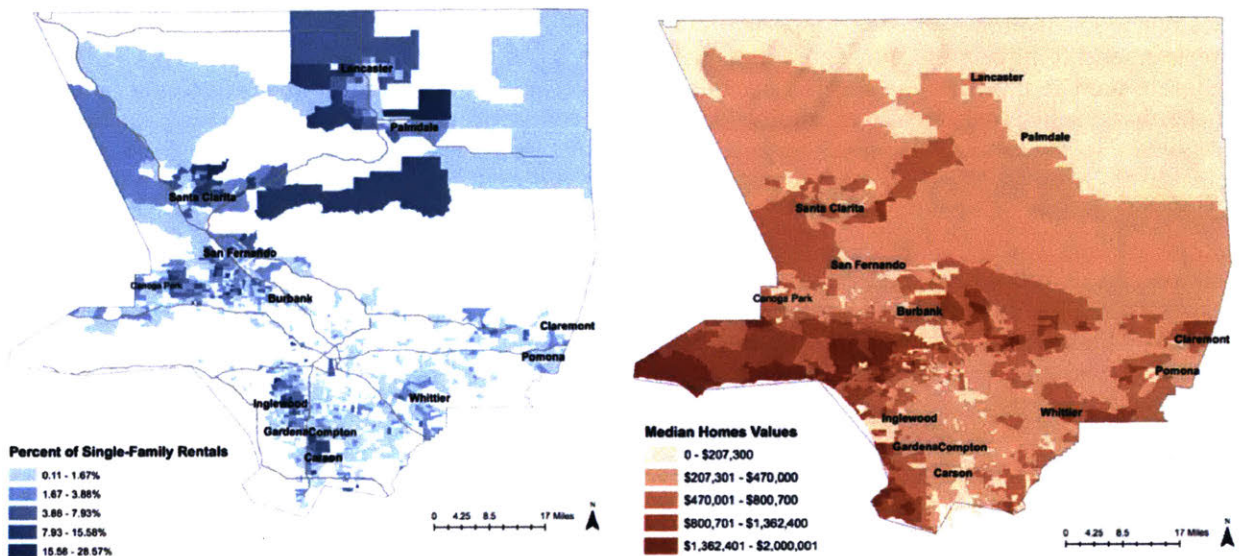 Lancaster
Palmdale
Santa Clarita
San Fernando
Canoga Park
Burbank
Claremont
Pomona
Inglewood
Whittier
GardenaCompton
Carson
Percent of Single-Family Rentals
0.11 - 1.67%
1.67 - 3.88%
3.88 - 7.93%
7.93 - 15.58%
15.58 - 28.57%
0 4.25 8.5 17 Miles
N
Lancaster
Palmdale
Santa Clarita
San Fernando
Canoga Park
Burbank
Claremont
Pomona
Inglewood
Whittier
GardenaCompton
Carson
Median Homes Values
0 - $207,300
$207,301 - $470,000
$470,001 - $800,700
$800,701 - $1,362,400
$1,362,401 - $2,000,001
0 4.25 8.5 17 Miles
N